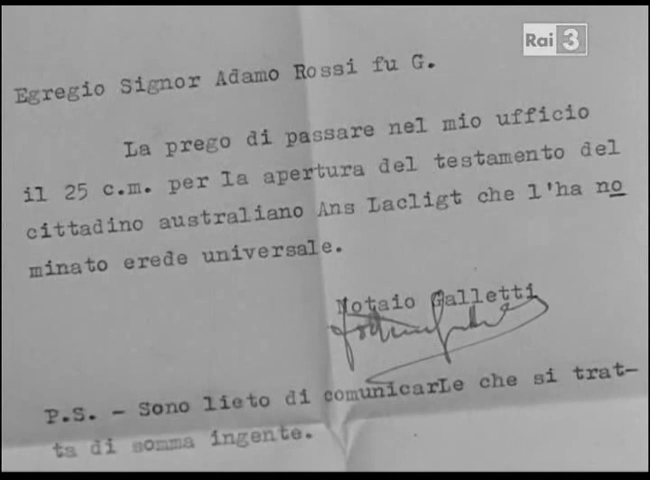 Rai 3
Egregio Signor Adamo Rossi fu G.
La prego di passare nel mio ufficio
il 25 c.m. per la apertura del testamento del
cittadino australiano Ans Lacligt che l'ha no
minato erede universale.
Notaio Galletti
P.S. - Sono lieto di comunicarLe che si trat-
ta di somma ingente.